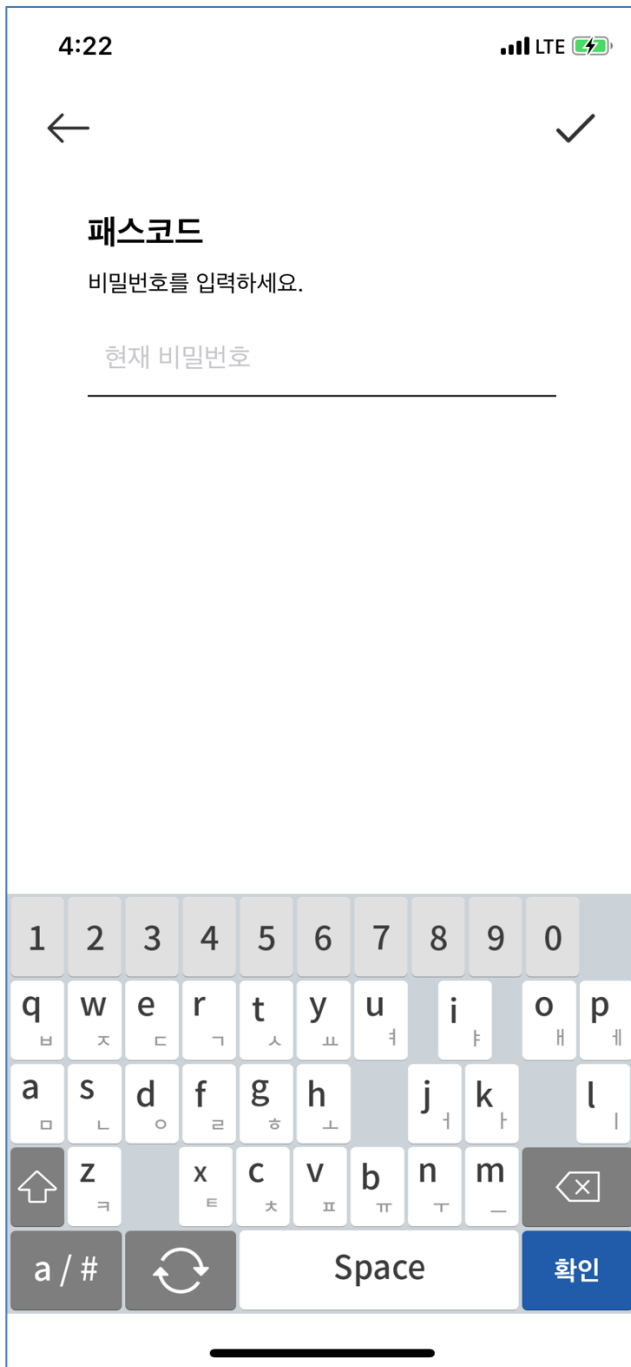 4:22 LTE
패스코드
비밀번호를 입력하세요.
현재 비밀번호
1 2 3 4 5 6 7 8 9 0
q ㅂ w ㅈ e ㄷ r ㄱ t ㅅ y ㅛ u ㅕ i ㅑ o ㅐ p ㅔ
a ㅁ s ㄴ d ㅇ f ㄹ g ㅎ h ㅗ j ㅓ k ㅏ l ㅣ
z ㅋ x ㅌ c ㅊ v ㅍ b ㅠ n ㅜ m ㅡ
a / # Space 확인